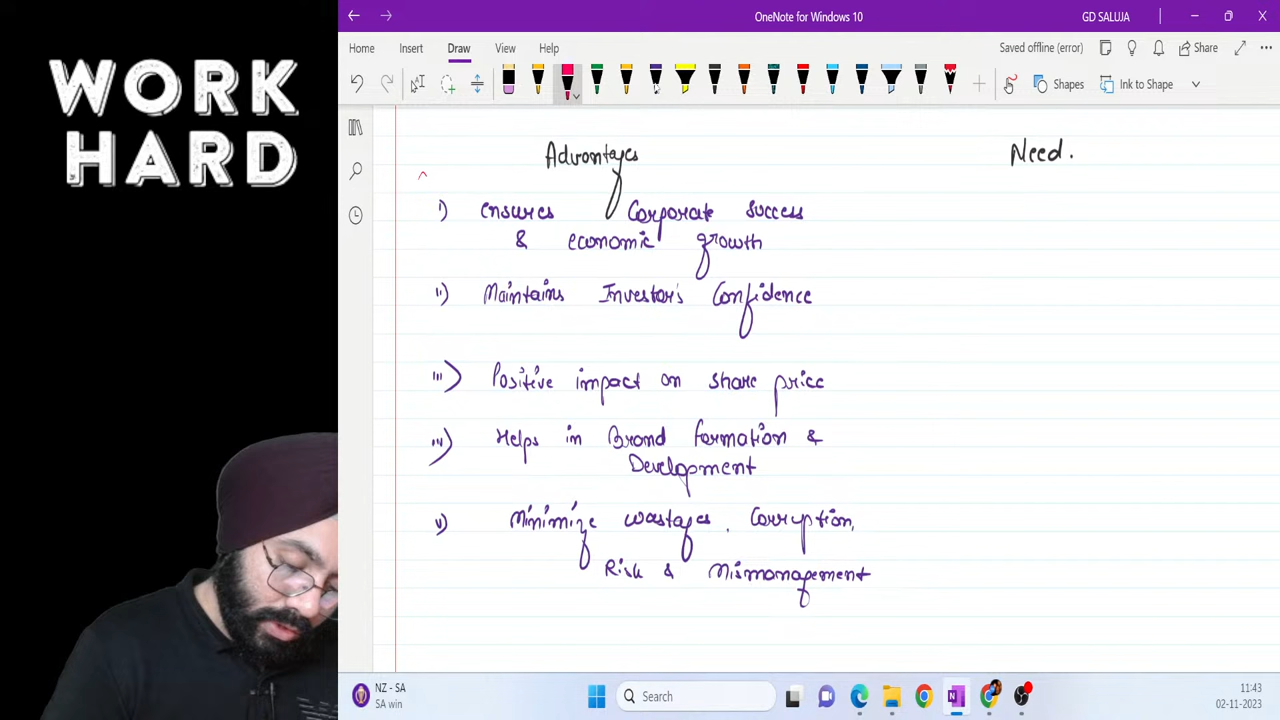 WORK
HARD
OneNote for Windows 10
GD SALUJA
Home Insert Draw View Help
Saved offline (error)
Share
Shapes
Ink to Shape
Advantages
Need.
i) ensures Corporate success
& economic growth
ii) Maintains Investor's Confidence
iii) Positive impact on share price
iv) Helps in Brand formation &
Development
v) Minimize wastages, Corruption,
Risk & Mismanagement
NZ - SA
SA win
Search
11:43
02-11-2023